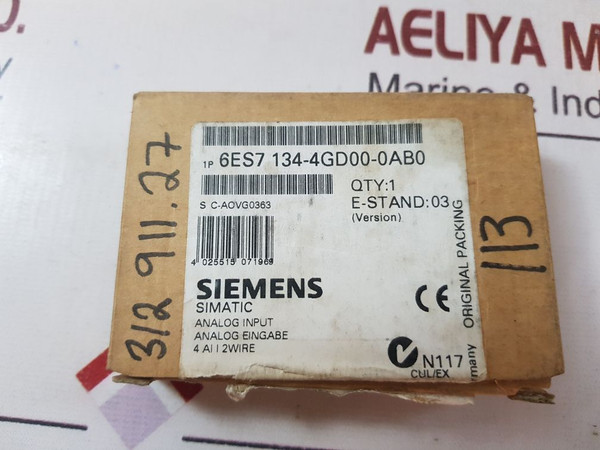 AELIYA M
Marine & Ind
1P 6ES7 134-4GD00-0AB0
S C-AOVG0363
QTY:1
E-STAND:03
(Version)
4 025515 071969
SIEMENS
SIMATIC
ANALOG INPUT
ANALOG EINGABE
4 AI I 2WIRE
N117
CUL/EX
ORIGINAL PACKING
312 911.27
113